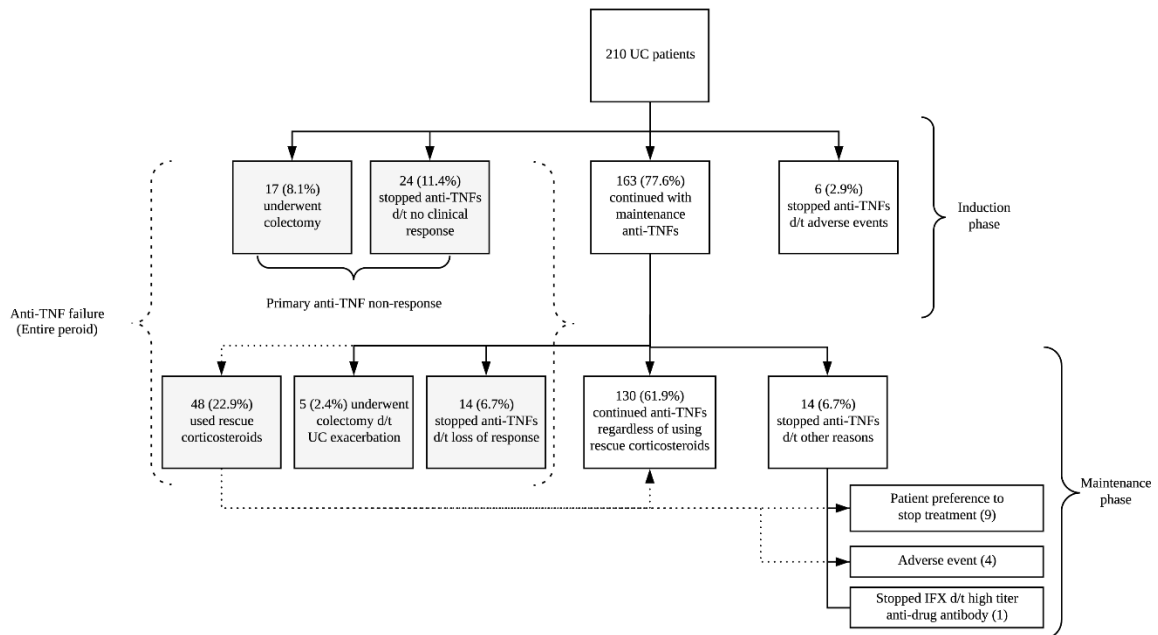 210 UC patients
17 (8.1%)
underwent
colectomy
24 (11.4%)
stopped anti-TNFs
d/t no clinical
response
163 (77.6%)
continued with
maintenance
anti-TNFs
6 (2.9%)
stopped anti-TNFs
d/t adverse events
Induction
phase
Primary anti-TNF non-response
Anti-TNF failure
(Entire peroid)
48 (22.9%)
used rescue
corticosteroids
5 (2.4%) underwent
colectomy d/t
UC exacerbation
14 (6.7%)
stopped anti-TNFs
d/t loss of response
130 (61.9%)
continued anti-TNFs
regardless of using
rescue corticosteroids
14 (6.7%)
stopped anti-TNFs
d/t other reasons
Maintenance
phase
Patient preference to
stop treatment (9)
Adverse event (4)
Stopped IFX d/t high titer
anti-drug antibody (1)